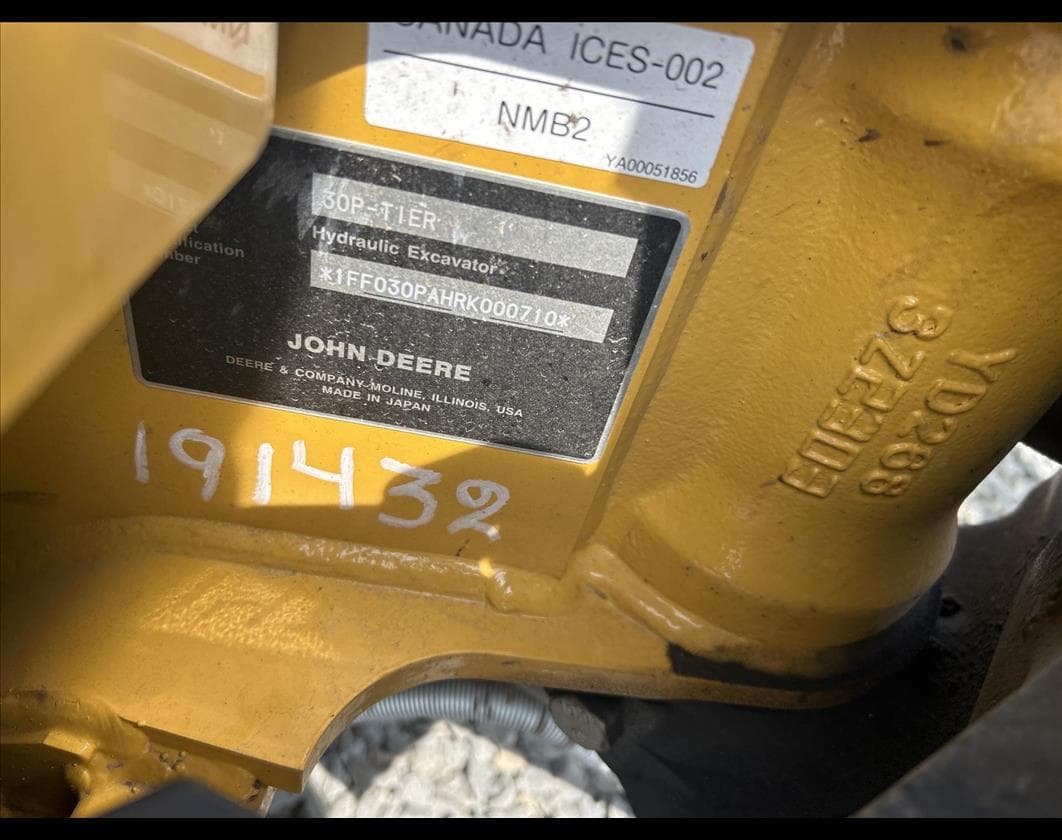 CANADA ICES-002
NMB2
YA00051856
30P-TIER
Hydraulic Excavator
*1FF030PAHRK000710*
JOHN DEERE
DEERE & COMPANY MOLINE, ILLINOIS, USA
MADE IN JAPAN
191432
YD268